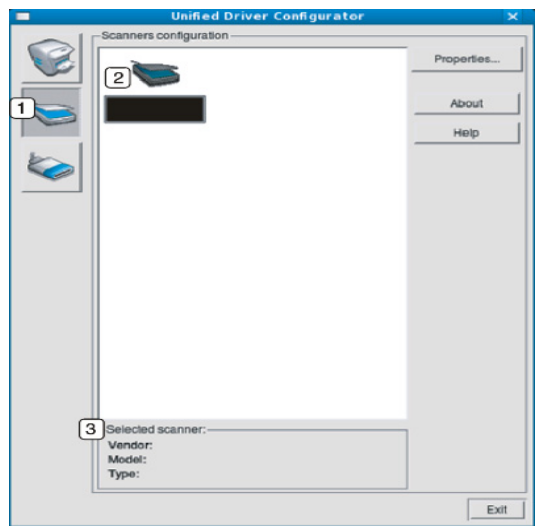 Unified Driver Configurator
Scanners configuration
Properties...
2
1
About
Help
3
Selected scanner:
Vendor:
Model:
Type:
Exit